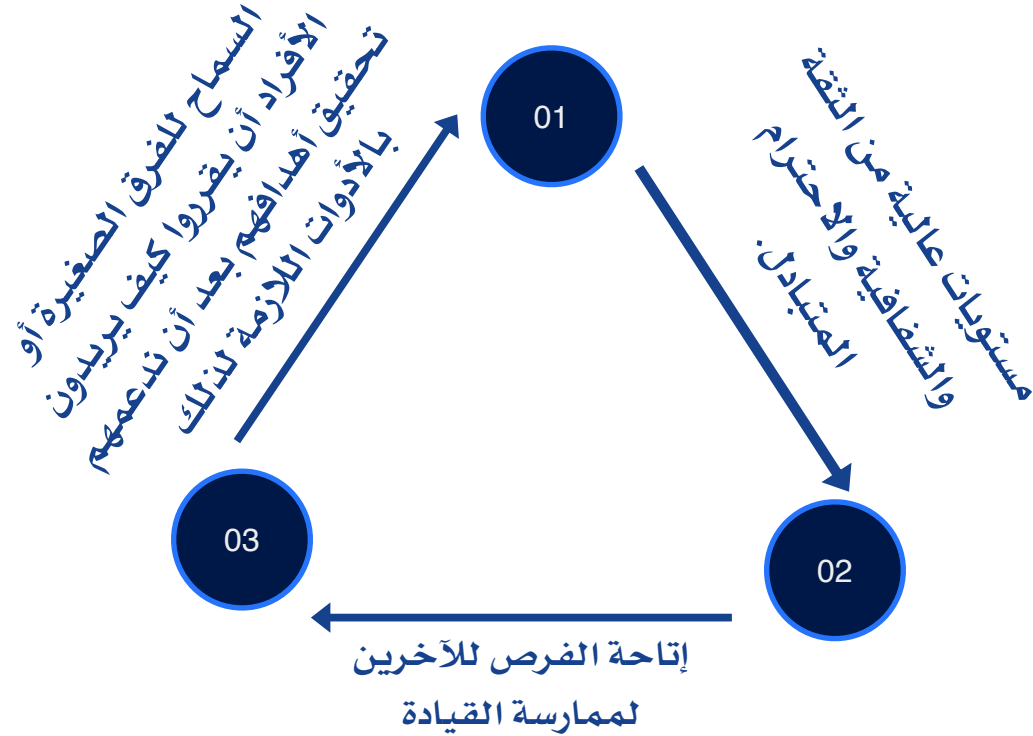 01
مستويات عالية من الثقة
والشفافية والاحترام
المتبادل.
02
إتاحة الفرص للآخرين
لممارسة القيادة
03
السماح للفرق الصغيرة أو
الأفراد أن يقرروا كيف يريدون
تحقيق أهدافهم بعد أن ندعمهم
بالأدوات اللازمة لذلك